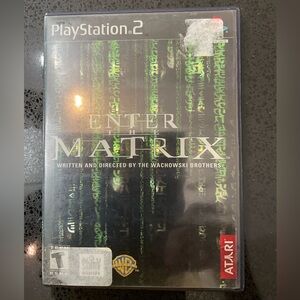 PlayStation 2
ENTER
THE
MATRIX
WRITTEN AND DIRECTED BY THE WACHOWSKI BROTHERS
T
ATARI